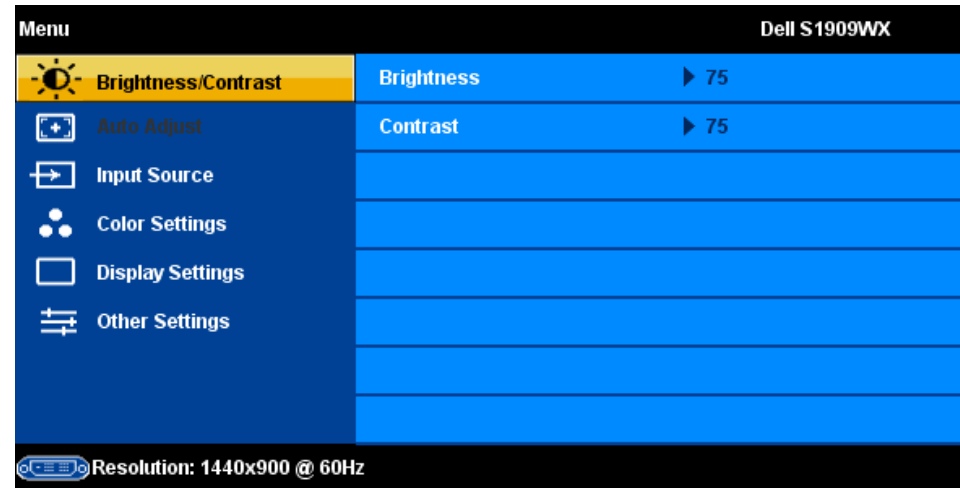 Menu Dell S1909WX
Brightness/Contrast Brightness 75
Auto Adjust Contrast 75
Input Source
Color Settings
Display Settings
Other Settings
Resolution: 1440x900 @ 60Hz